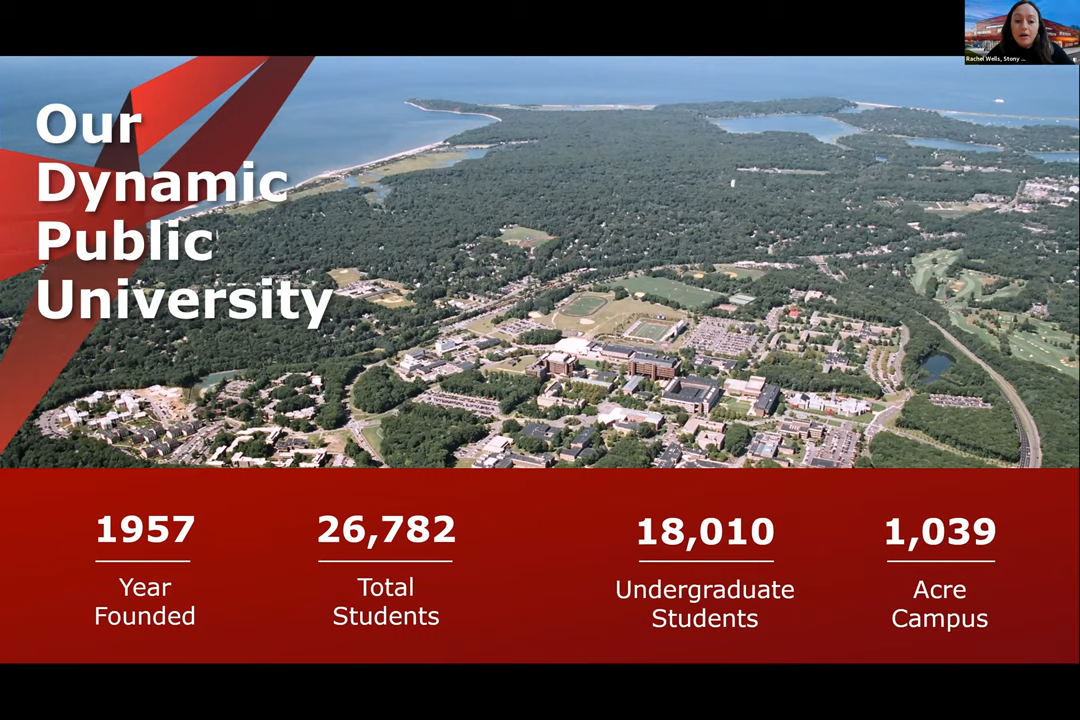 Rachel Wells, Stony ...
Our
Dynamic
Public
University
1957
Year
Founded
26,782
Total
Students
18,010
Undergraduate
Students
1,039
Acre
Campus